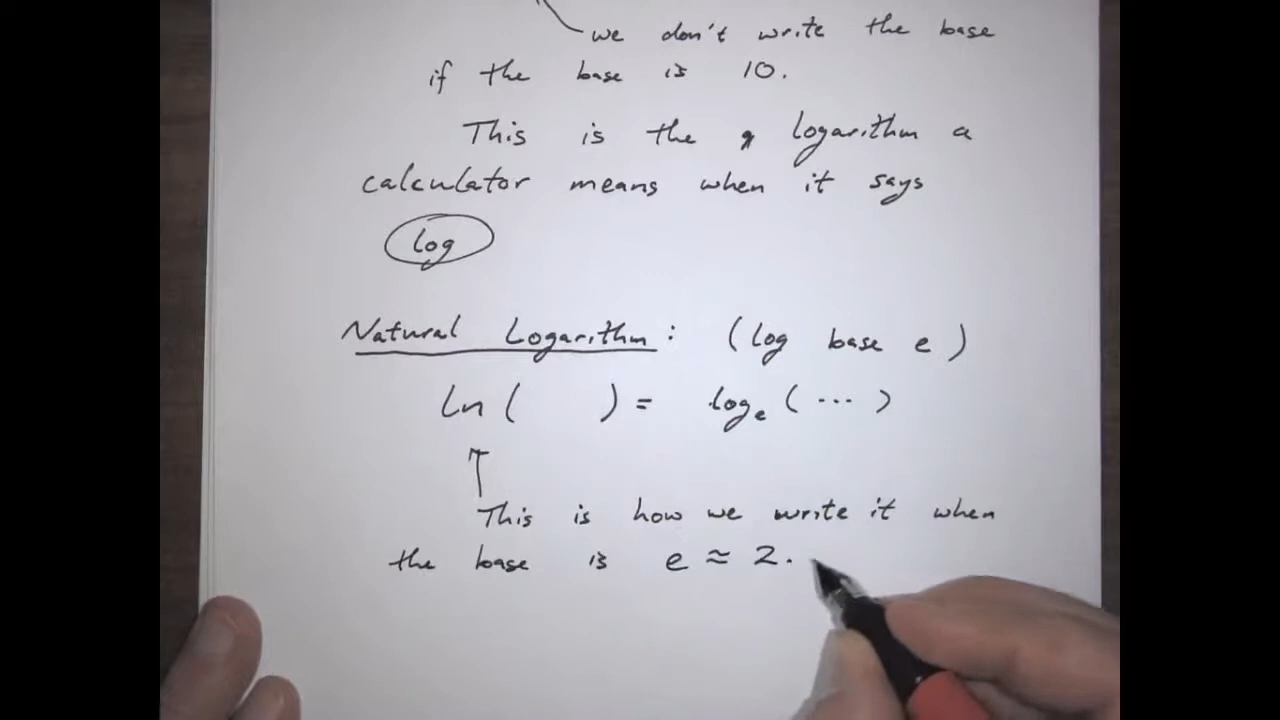 we don't write the base
if the base is 10.
This is the logarithm a
calculator means when it says
log
Natural Logarithm: (log base e)
ln( ) = logₑ(···)
This is how we write it when
the base is e ≈ 2.